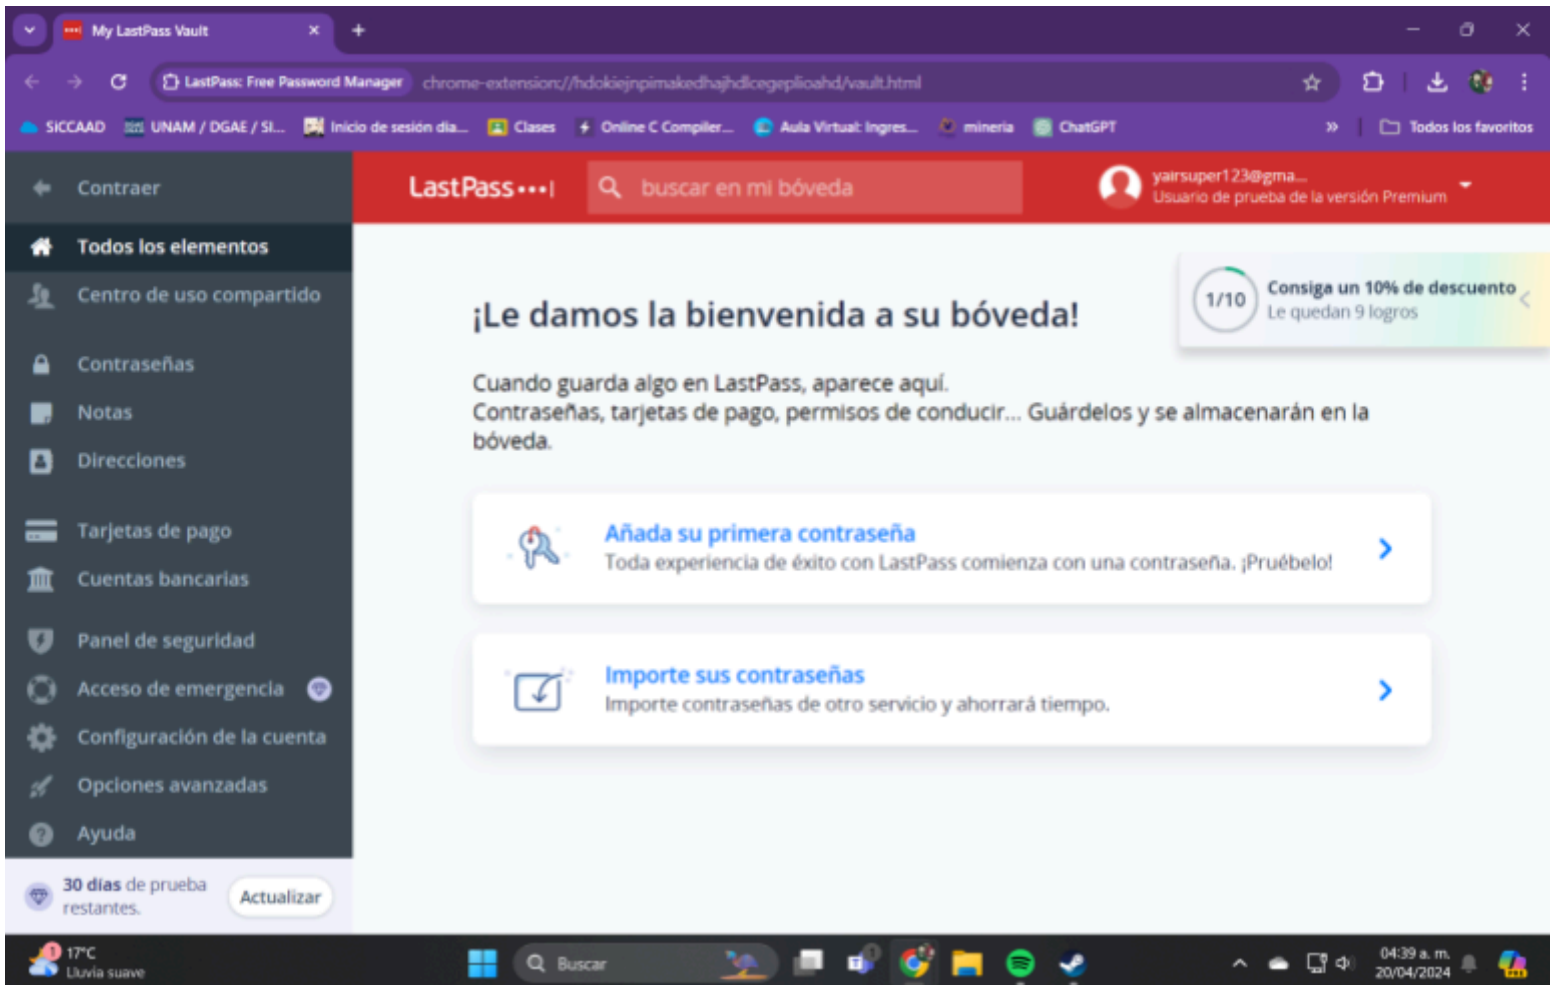 My LastPass Vault
LastPass: Free Password Manager chrome-extension://hdokiejnpimakedhajhdlcegeplioahd/vault.html
SiCCAAD UNAM / DGAE / SI... Inicio de sesión dia... Clases Online C Compiler... Aula Virtual: Ingres... mineria ChatGPT » Todos los favoritos
Contraer
LastPass
buscar en mi bóveda
yairsuper123@gma...
Usuario de prueba de la versión Premium
Todos los elementos
Centro de uso compartido
Contraseñas
Notas
Direcciones
Tarjetas de pago
Cuentas bancarias
Panel de seguridad
Acceso de emergencia
Configuración de la cuenta
Opciones avanzadas
Ayuda
30 días de prueba
restantes.
Actualizar
1/10
Consiga un 10% de descuento
Le quedan 9 logros
¡Le damos la bienvenida a su bóveda!
Cuando guarda algo en LastPass, aparece aquí.
Contraseñas, tarjetas de pago, permisos de conducir... Guárdelos y se almacenarán en la
bóveda.
Añada su primera contraseña
Toda experiencia de éxito con LastPass comienza con una contraseña. ¡Pruébelo!
Importe sus contraseñas
Importe contraseñas de otro servicio y ahorrará tiempo.
1
17°C
Lluvia suave
Buscar
04:39 a. m.
20/04/2024